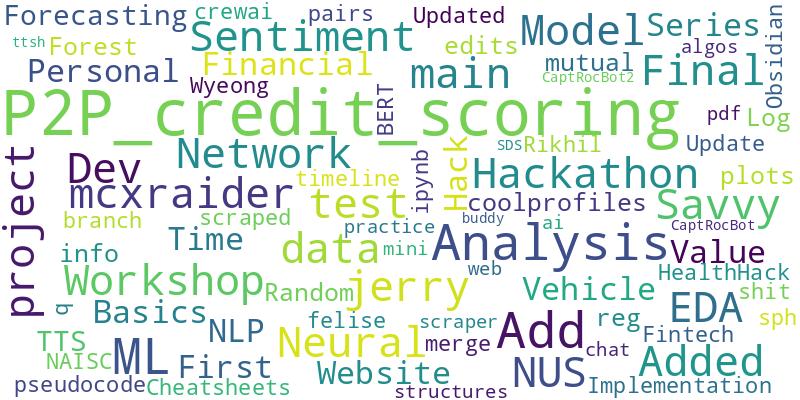 Forecasting crewai pairs Updated Model Series Obsidian
ttsh Forest Sentiment edits algos
Personal Financial main mutual Final
Wyeong BERT CaptRocBot2
P2P_credit_scoring pdf Log
project Dev Network ipynb Hack SDS Rikhil Update
mcxraider timeline test Hackathon plots
branch scraped coolprofiles Savvy
info Time data practice buddy ai CaptRocBot
mini Analysis Value
Workshop Random jerry web Vehicle HealthHack shit
q Basics felise scraper Add reg EDA sph
TTS NLP Neural merge chat Fintech
NAISC ML First Website NUS Added
pseudocode Cheatsheets structures Implementation